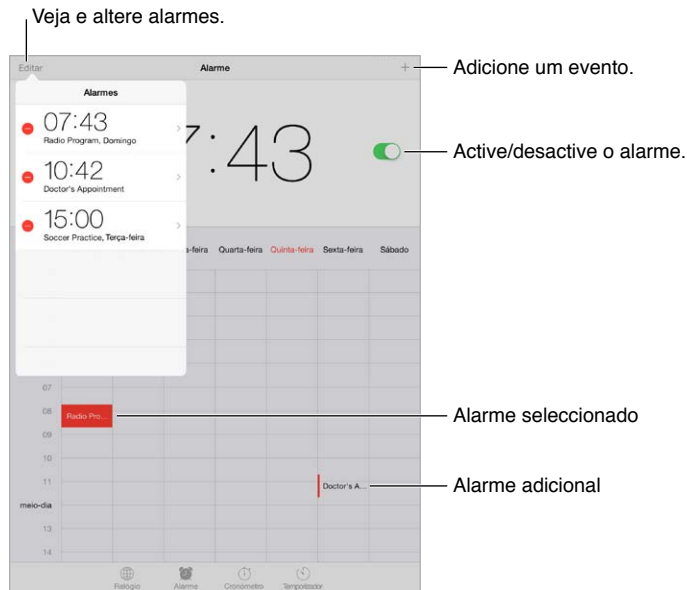 Veja e altere alarmes.
Editar
Alarme
Adicione um evento.
Alarmes
07:43
Radio Program, Domingo
10:42
Doctor's Appointment
15:00
Soccer Practice, Terça-feira
7:43
Active/desactive o alarme.
a-feira Quarta-feira Quinta-feira Sexta-feira Sábado
07
08 Radio Pro...
Alarme seleccionado
09
10
11 Doctor's A...
Alarme adicional
meio-dia
13
14
Relógio Alarme Cronómetro Temporizador